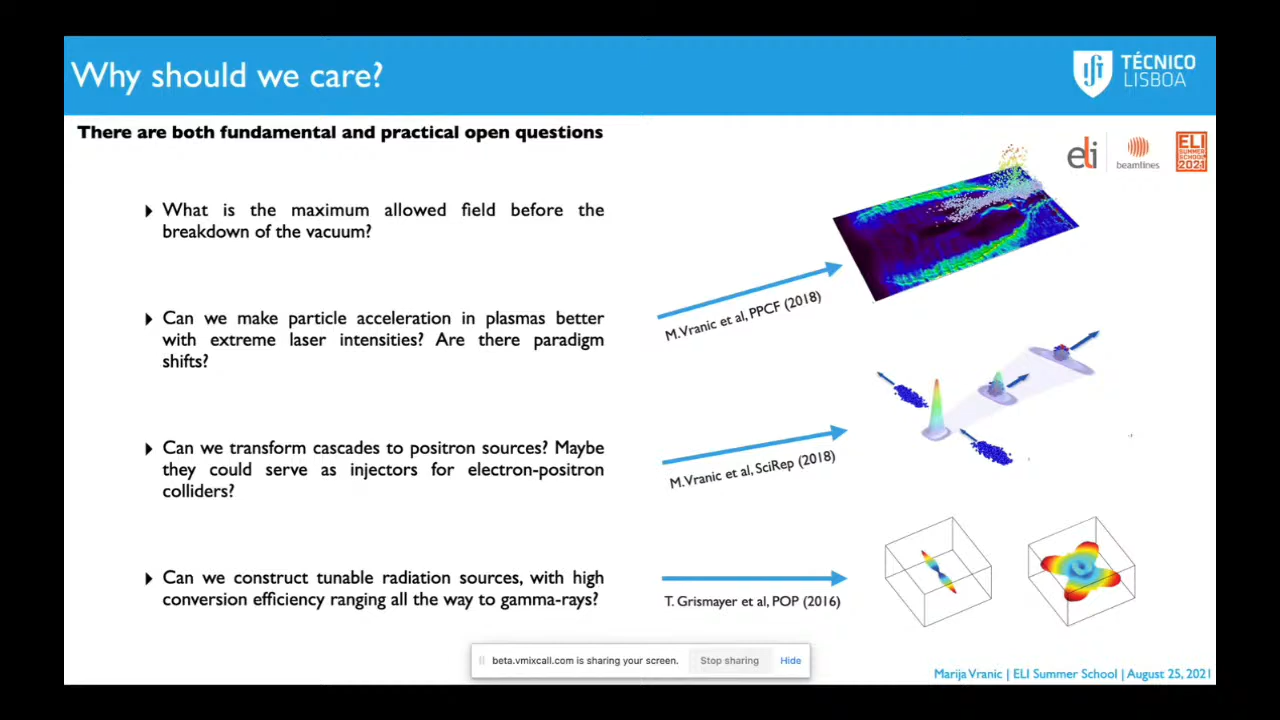 Why should we care?
TÉCNICO
LISBOA
There are both fundamental and practical open questions
eli
beamlines
ELI
SUMMER
SCHOOL
2021
What is the maximum allowed field before the
breakdown of the vacuum?
Can we make particle acceleration in plasmas better
with extreme laser intensities? Are there paradigm
shifts?
M. Vranic et al, PPCF (2018)
Can we transform cascades to positron sources? Maybe
they could serve as injectors for electron-positron
colliders?
M. Vranic et al, SciRep (2018)
Can we construct tunable radiation sources, with high
conversion efficiency ranging all the way to gamma-rays?
T. Grismayer et al, POP (2016)
beta.vmixcall.com is sharing your screen.
Stop sharing
Hide
Marija Vranic | ELI Summer School | August 25, 2021